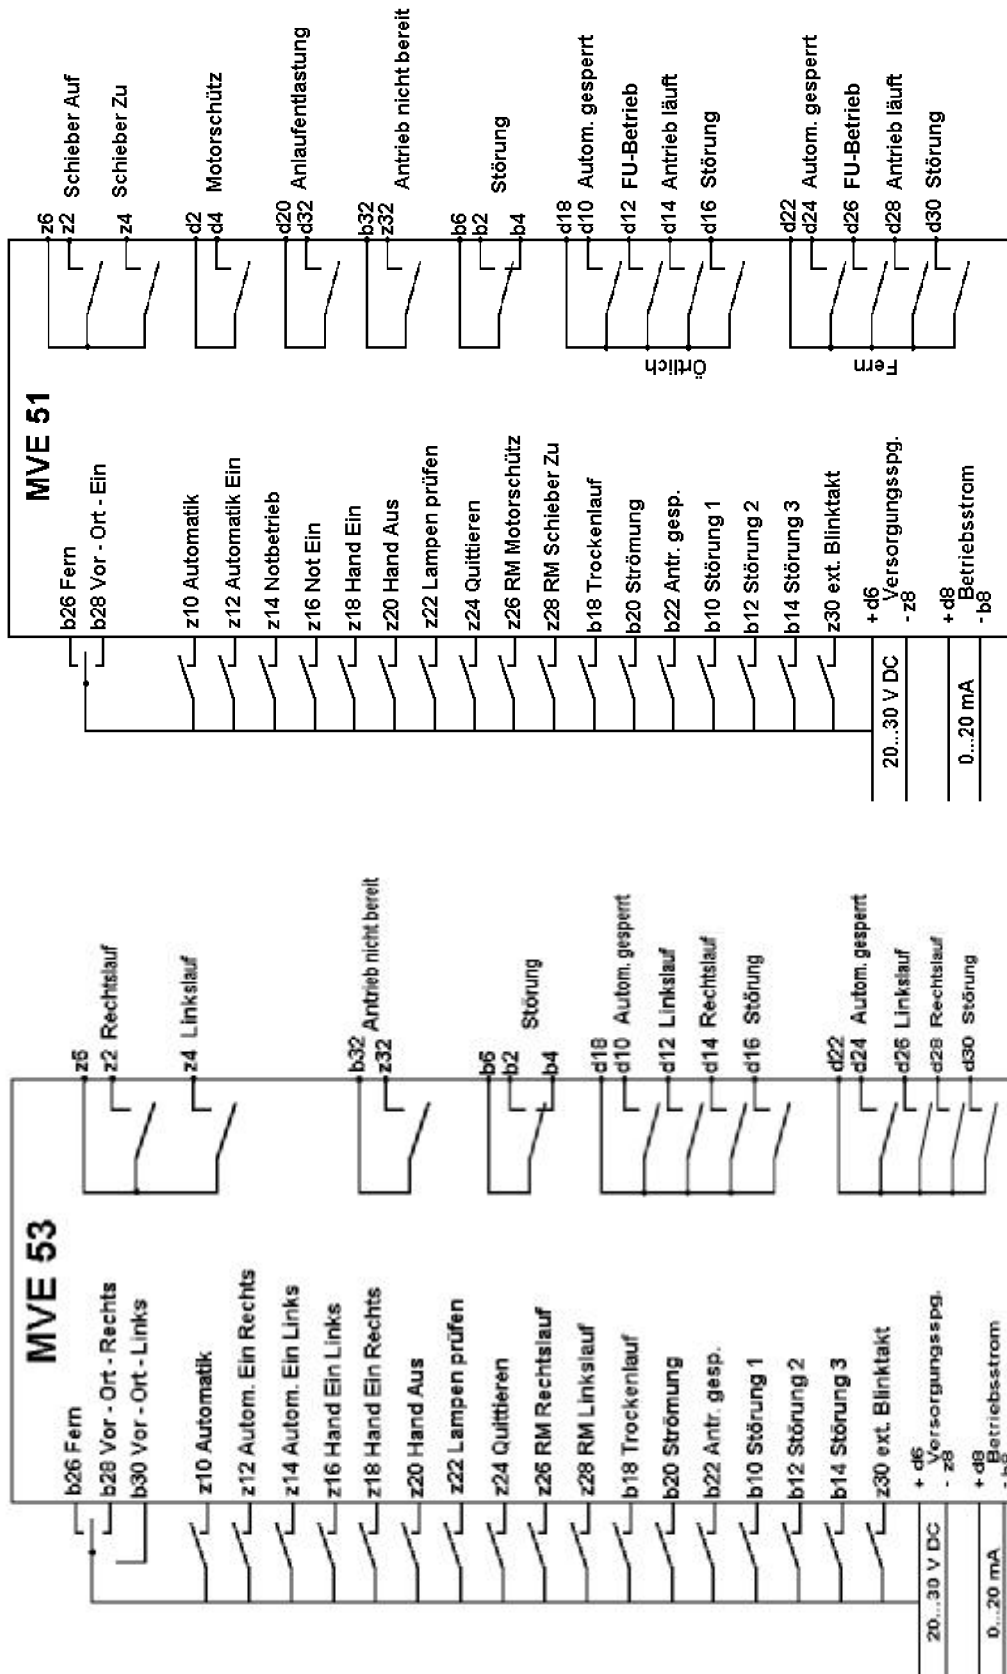 MVE 51
b26 Fern
b28 Vor - Ort - Ein
z10 Automatik
z12 Automatik Ein
z14 Notbetrieb
z16 Not Ein
z18 Hand Ein
z20 Hand Aus
z22 Lampen prüfen
z24 Quittieren
z26 RM Motorschütz
z28 RM Schieber Zu
b18 Trockenlauf
b20 Strömung
b22 Antr. gesp.
b10 Störung 1
b12 Störung 2
b14 Störung 3
z30 ext. Blinktakt
+ d6
Versorgungsspg.
- z8
20...30 V DC
+ d8
Betriebsstrom
- b8
0...20 mA
z6
z2 Schieber Auf
z4 Schieber Zu
d2
d4 Motorschütz
d20
d32 Anlaufentlastung
b32
z32 Antrieb nicht bereit
b6
b2
Störung
b4
d18
d10 Autom. gesperrt
d12 FU-Betrieb
d14 Antrieb läuft
d16 Störung
Örtlich
d22
d24 Autom. gesperrt
d26 FU-Betrieb
d28 Antrieb läuft
d30 Störung
Fern
MVE 53
b26 Fern
b28 Vor - Ort - Rechts
b30 Vor - Ort - Links
z10 Automatik
z12 Autom. Ein Rechts
z14 Autom. Ein Links
z16 Hand Ein Links
z18 Hand Ein Rechts
z20 Hand Aus
z22 Lampen prüfen
z24 Quittieren
z26 RM Rechtslauf
z28 RM Linkslauf
b18 Trockenlauf
b20 Strömung
b22 Antr. gesp.
b10 Störung 1
b12 Störung 2
b14 Störung 3
z30 ext. Blinktakt
+ d6
Versorgungsspg.
- z8
20...30 V DC
+ d8
Betriebsstrom
- b8
0...20 mA
z6
z2 Rechtslauf
z4 Linkslauf
b32
z32 Antrieb nicht bereit
b6
b2
Störung
b4
d18
d10 Autom. gesperrt
d12 Linkslauf
d14 Rechtslauf
d16 Störung
d22
d24 Autom. gesperrt
d26 Linkslauf
d28 Rechtslauf
d30 Störung